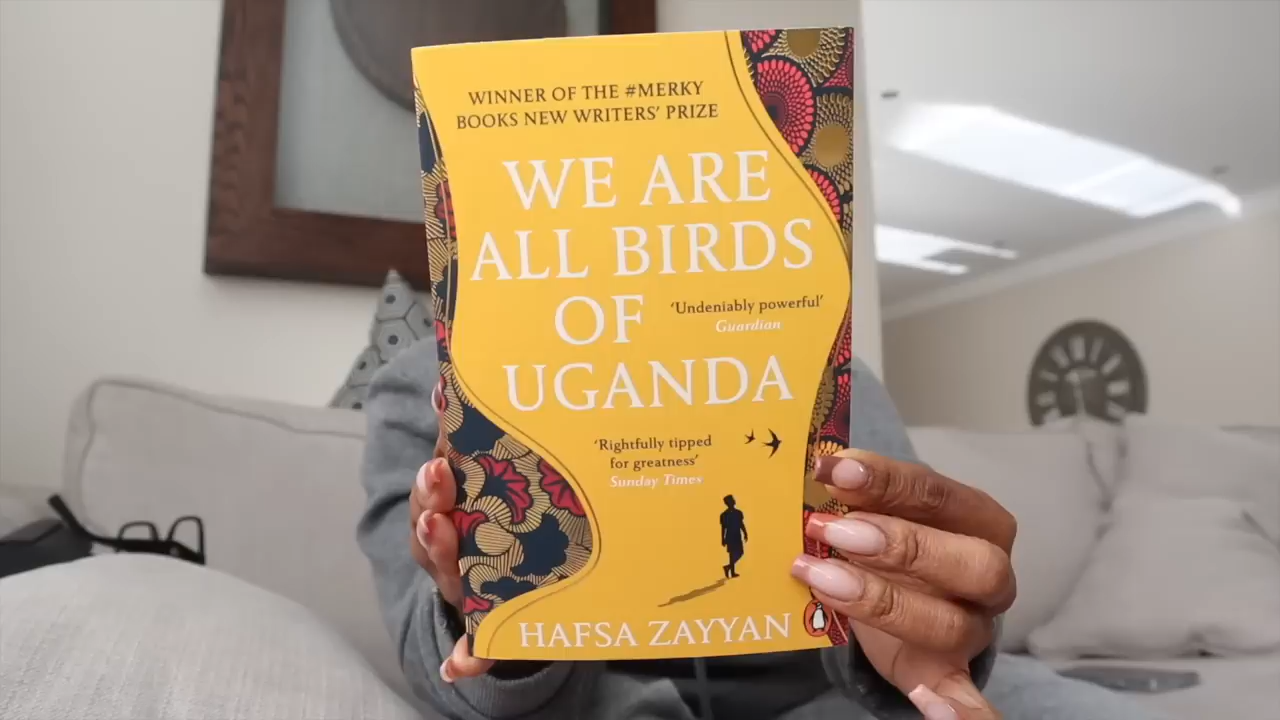 WINNER OF THE #MERKY
BOOKS NEW WRITERS' PRIZE
WE ARE
ALL BIRDS
OF
UGANDA
'Undeniably powerful'
Guardian
'Rightfully tipped
for greatness'
Sunday Times
HAFSA ZAYYAN